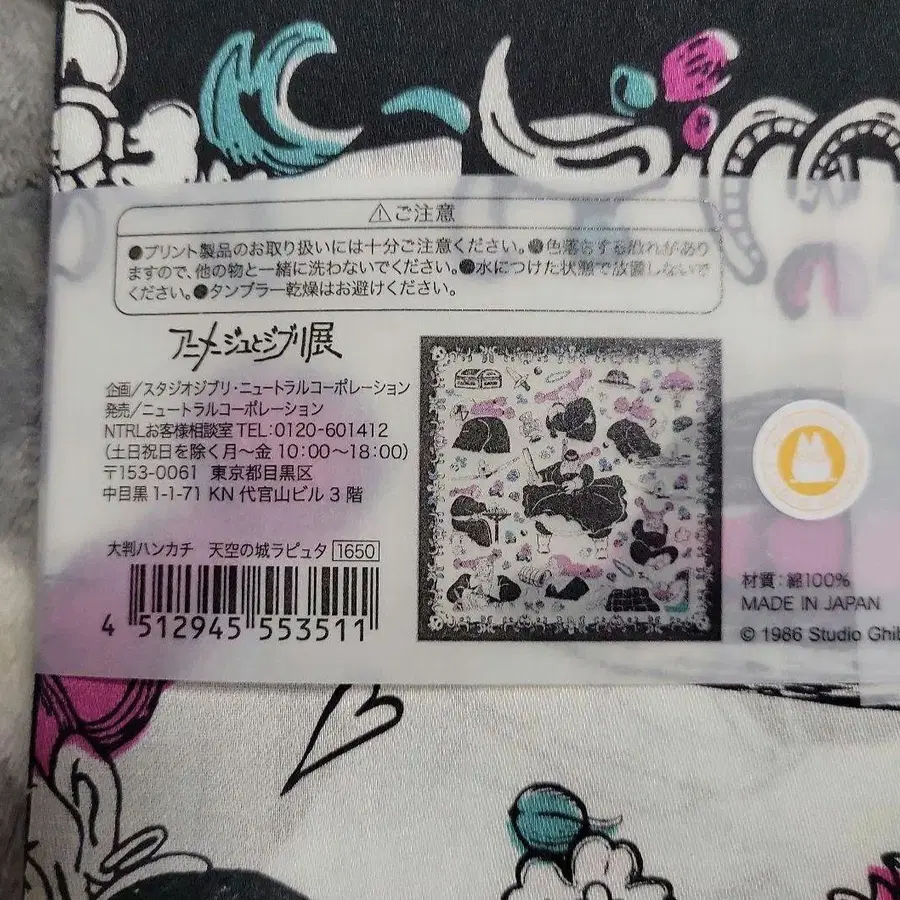 ⚠ご注意
●プリント製品のお取り扱いには十分ご注意ください。●色落ちする恐れがあり
ますので、他の物と一緒に洗わないでください。●水につけた状態で放置しないで
ください。●タンブラー乾燥はお避けください。
アニメージュとジブリ展
企画/スタジオジブリ・ニュートラルコーポレーション
発売/ニュートラルコーポレーション
NTRLお客様相談室 TEL:0120-601412
(土日祝日を除く月〜金 10:00〜18:00)
〒153-0061 東京都目黒区
中目黒 1-1-71 KN 代官山ビル 3 階
大判ハンカチ 天空の城ラピュタ 1650
4 512945 553511
材質:綿100%
MADE IN JAPAN
© 1986 Studio Ghib